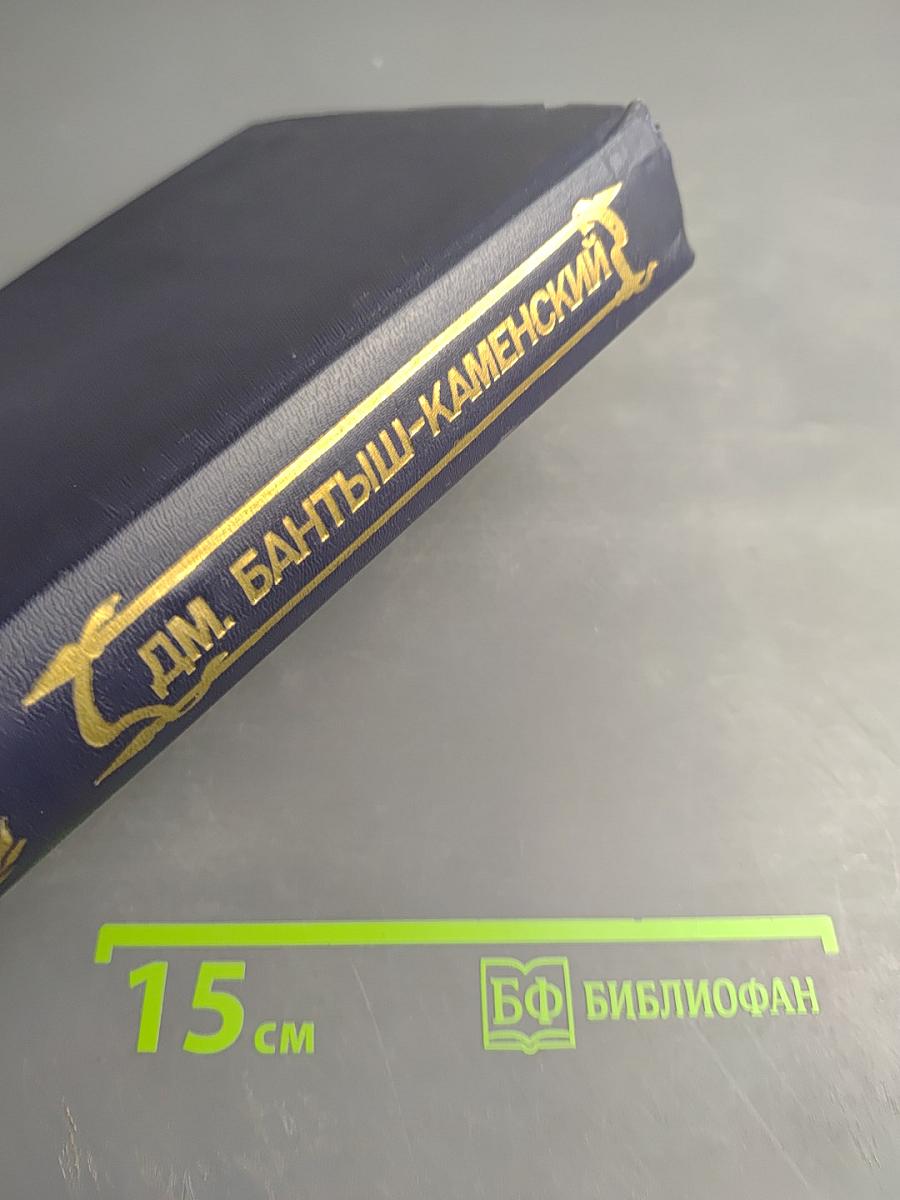 ДМ. БАНТЫШ-КАМЕНСКИЙ
15 см
БФ БИБЛИОФАН